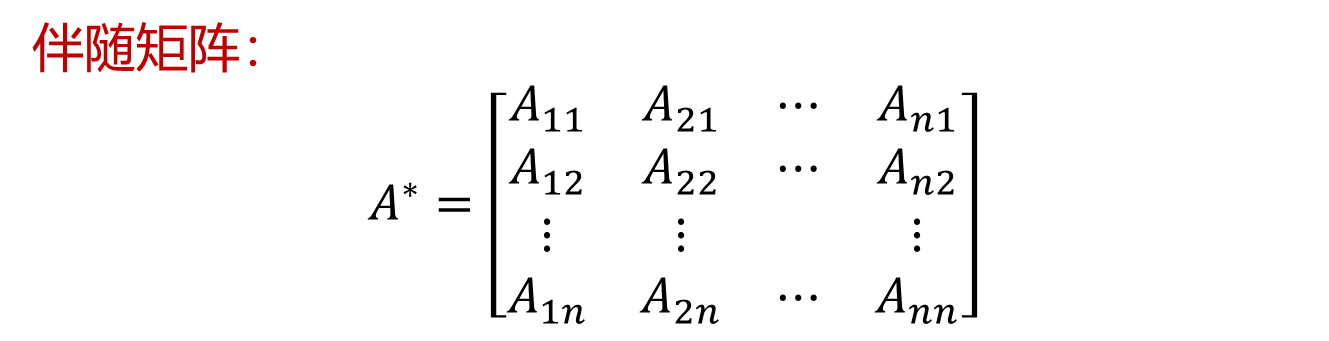 伴随矩阵:
A* = [A₁₁ A₂₁ ⋯ Aₙ₁
A₁₂ A₂₂ ⋯ Aₙ₂
⋮ ⋮ ⋮
A₁ₙ A₂ₙ ⋯ Aₙₙ]